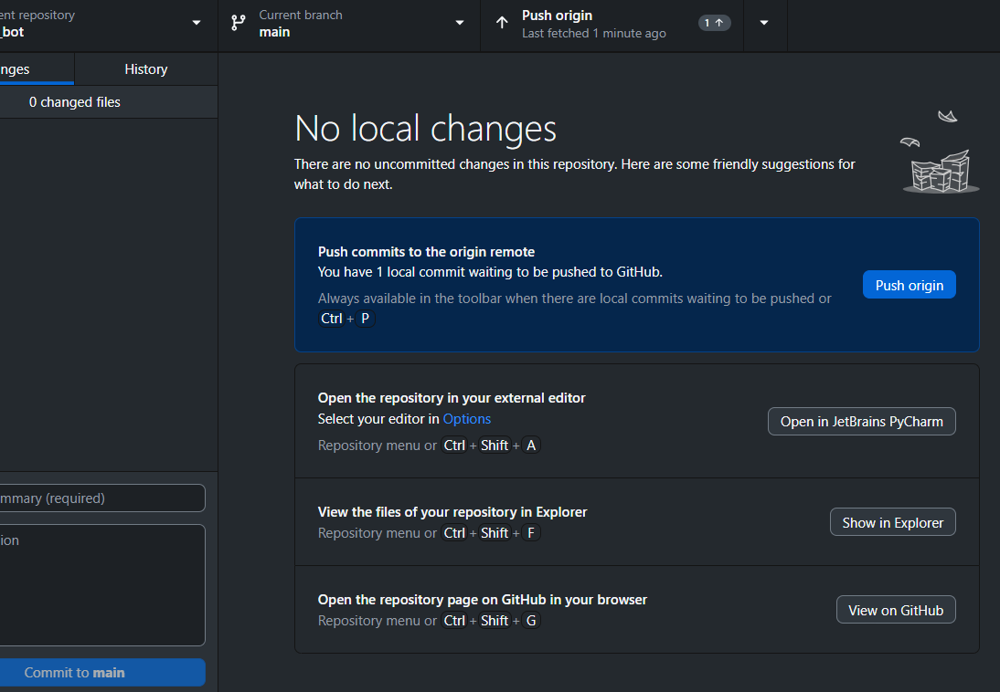 ent repository
_bot
Current branch
main
Push origin
Last fetched 1 minute ago
1
nges
History
0 changed files
No local changes
There are no uncommitted changes in this repository. Here are some friendly suggestions for
what to do next.
Push commits to the origin remote
You have 1 local commit waiting to be pushed to GitHub.
Always available in the toolbar when there are local commits waiting to be pushed or
Ctrl + P
Push origin
Open the repository in your external editor
Select your editor in Options
Repository menu or Ctrl + Shift + A
Open in JetBrains PyCharm
View the files of your repository in Explorer
Repository menu or Ctrl + Shift + F
Show in Explorer
Open the repository page on GitHub in your browser
Repository menu or Ctrl + Shift + G
View on GitHub
mmary (required)
ion
Commit to main